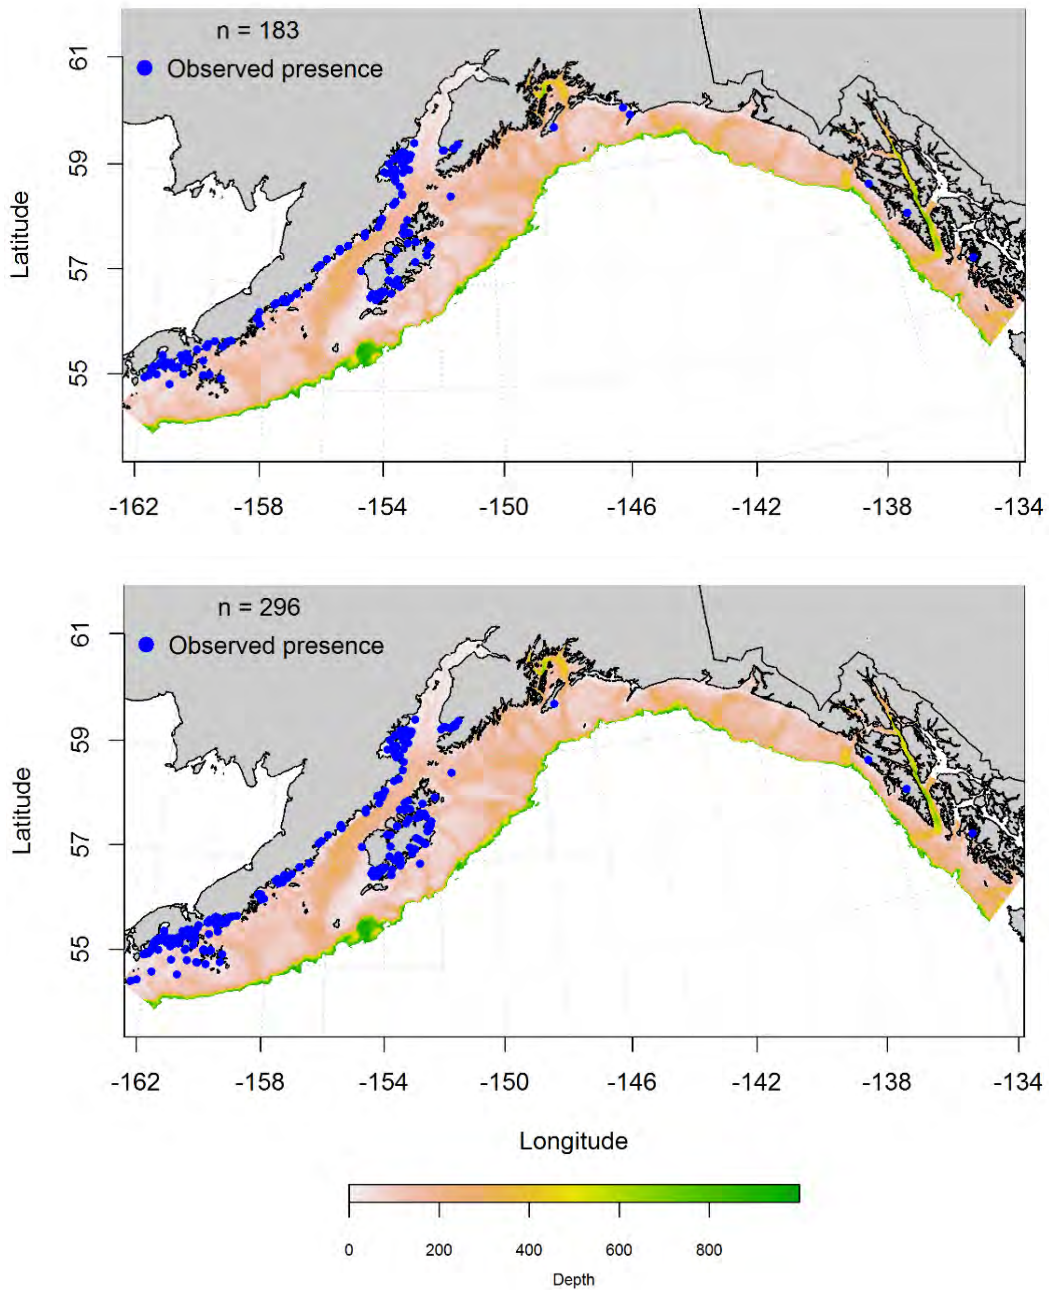 n = 183
Observed presence
Latitude
61
59
57
55
-162 -158 -154 -150 -146 -142 -138 -134
n = 296
Observed presence
Latitude
61
59
57
55
-162 -158 -154 -150 -146 -142 -138 -134
Longitude
0 200 400 600 800
Depth